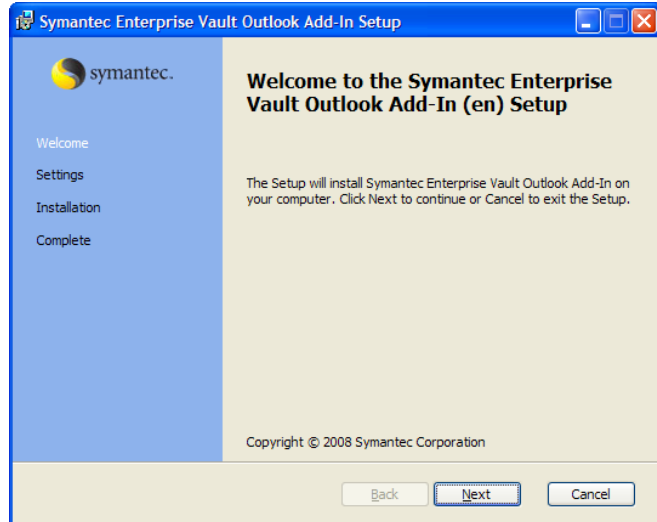 Symantec Enterprise Vault Outlook Add-In Setup
symantec.
Welcome
Settings
Installation
Complete
Welcome to the Symantec Enterprise
Vault Outlook Add-In (en) Setup
The Setup will install Symantec Enterprise Vault Outlook Add-In on
your computer. Click Next to continue or Cancel to exit the Setup.
Copyright © 2008 Symantec Corporation
Back
Next
Cancel